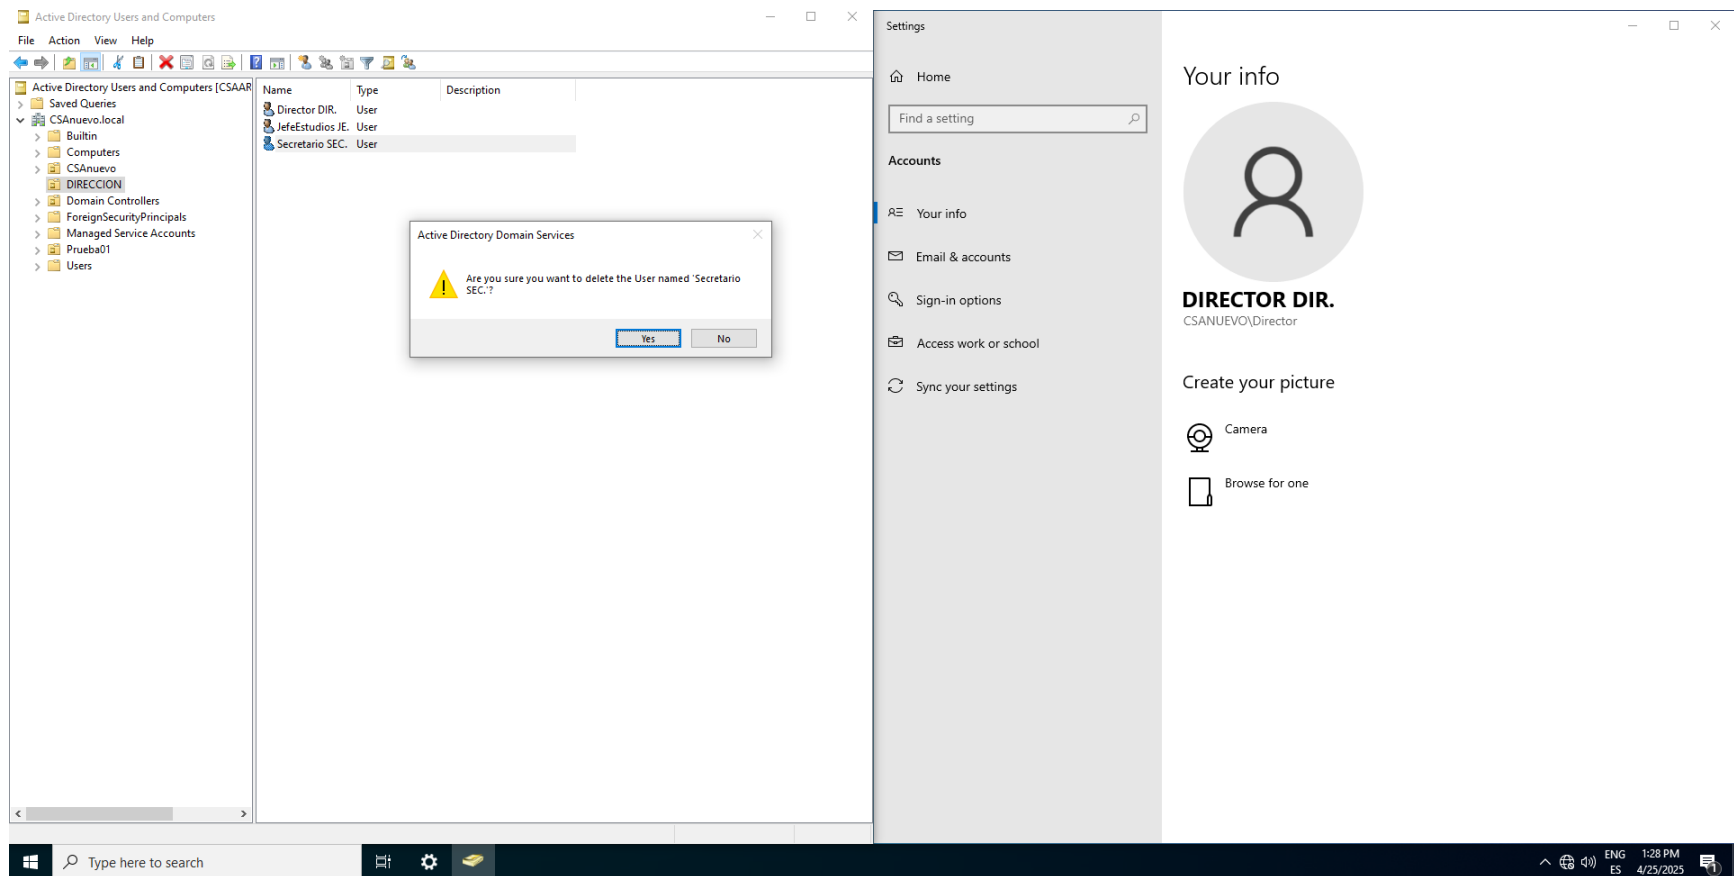 Active Directory Users and Computers
File Action View Help
Active Directory Users and Computers [CSAAR
Saved Queries
CSAnuevo.local
Builtin
Computers
CSAnuevo
DIRECCION
Domain Controllers
ForeignSecurityPrincipals
Managed Service Accounts
Prueba01
Users
Name Type Description
Director DIR. User
JefeEstudios JE. User
Secretario SEC. User
Active Directory Domain Services
Are you sure you want to delete the User named 'Secretario
SEC.'?
Yes No
Settings
Home
Find a setting
Accounts
Your info
Email & accounts
Sign-in options
Access work or school
Sync your settings
Your info
DIRECTOR DIR.
CSANUEVO\Director
Create your picture
Camera
Browse for one
Type here to search
ENG 1:28 PM
ES 4/25/2025
1